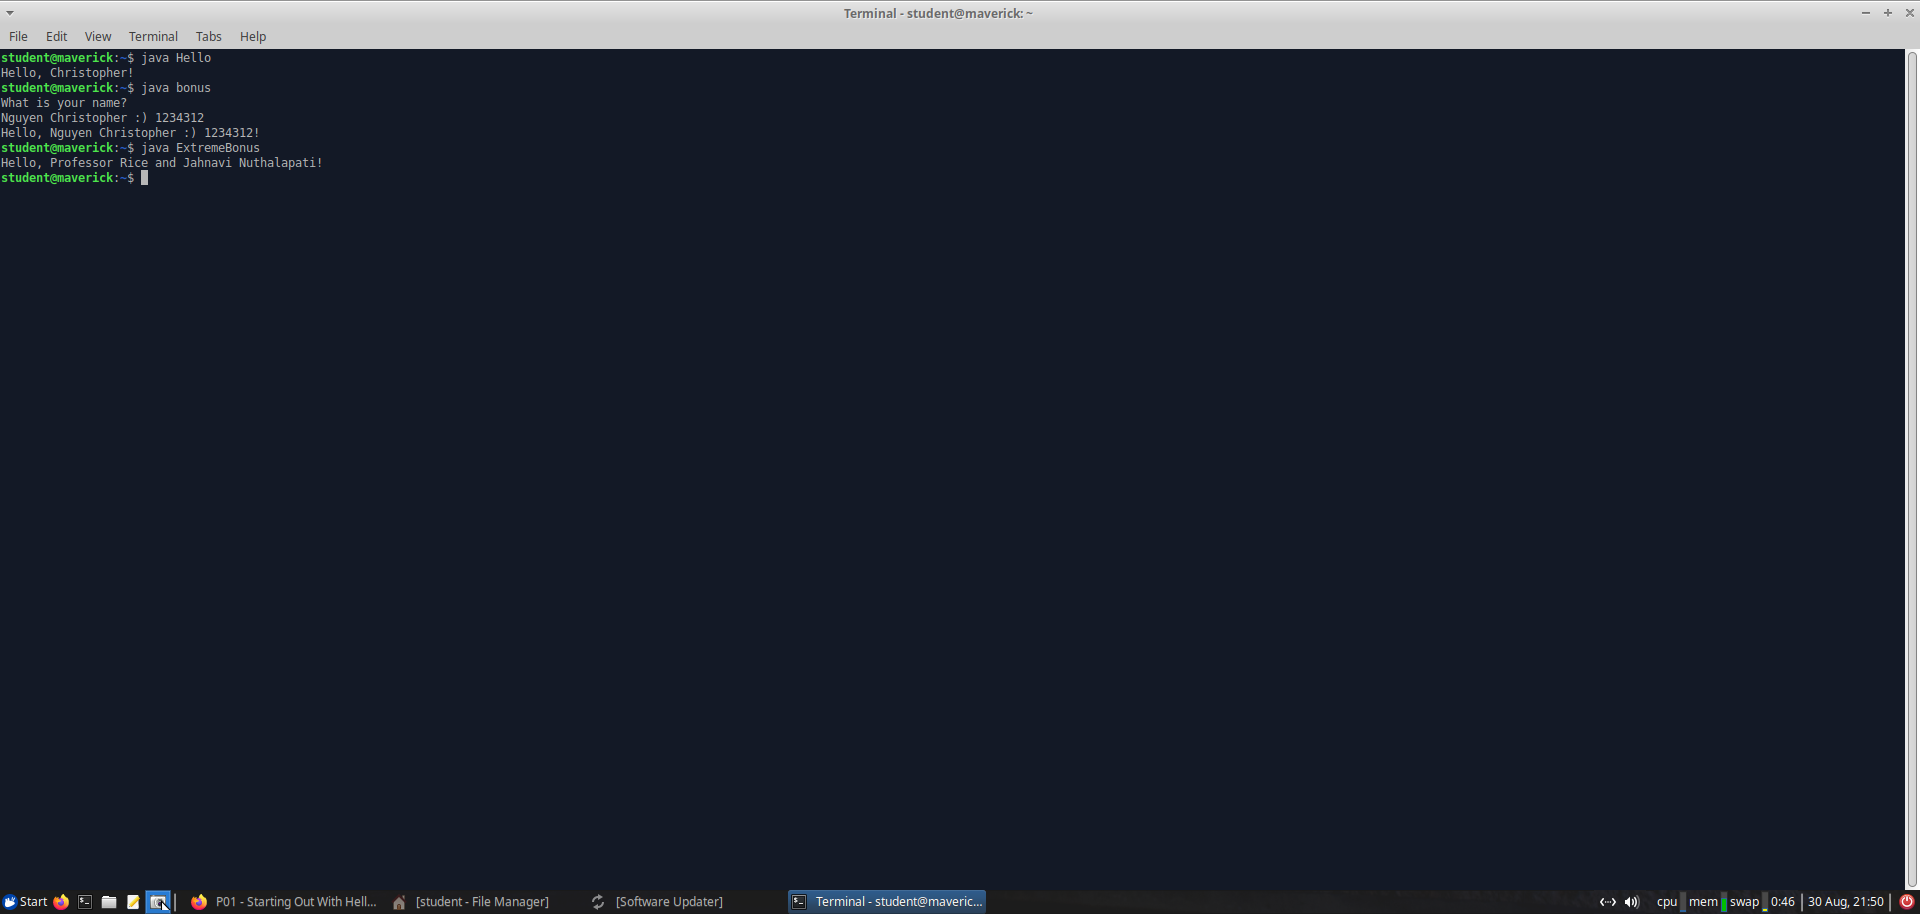 Terminal - student@maverick: ~
File Edit View Terminal Tabs Help
student@maverick:~$ java Hello
Hello, Christopher!
student@maverick:~$ java bonus
What is your name?
Nguyen Christopher :) 1234312
Hello, Nguyen Christopher :) 1234312!
student@maverick:~$ java ExtremeBonus
Hello, Professor Rice and Jahnavi Nuthalapati!
student@maverick:~$
Start P01 - Starting Out With Hell... [student - File Manager] [Software Updater] Terminal - student@maveric... cpu mem swap 0:46 30 Aug, 21:50